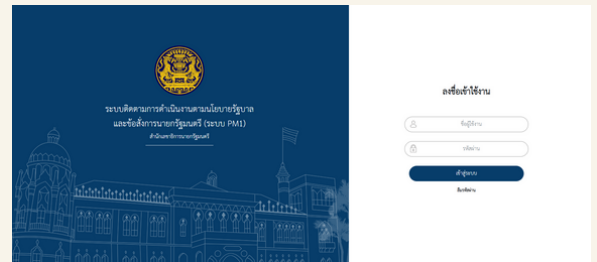 ระบบติดตามการดำเนินงานตามนโยบายรัฐบาล
และข้อสั่งการนายกรัฐมนตรี (ระบบ PM1)
สำนักเลขาธิการนายกรัฐมนตรี
ลงชื่อเข้าใช้งาน
ชื่อผู้ใช้งาน
รหัสผ่าน
เข้าสู่ระบบ
ลืมรหัสผ่าน